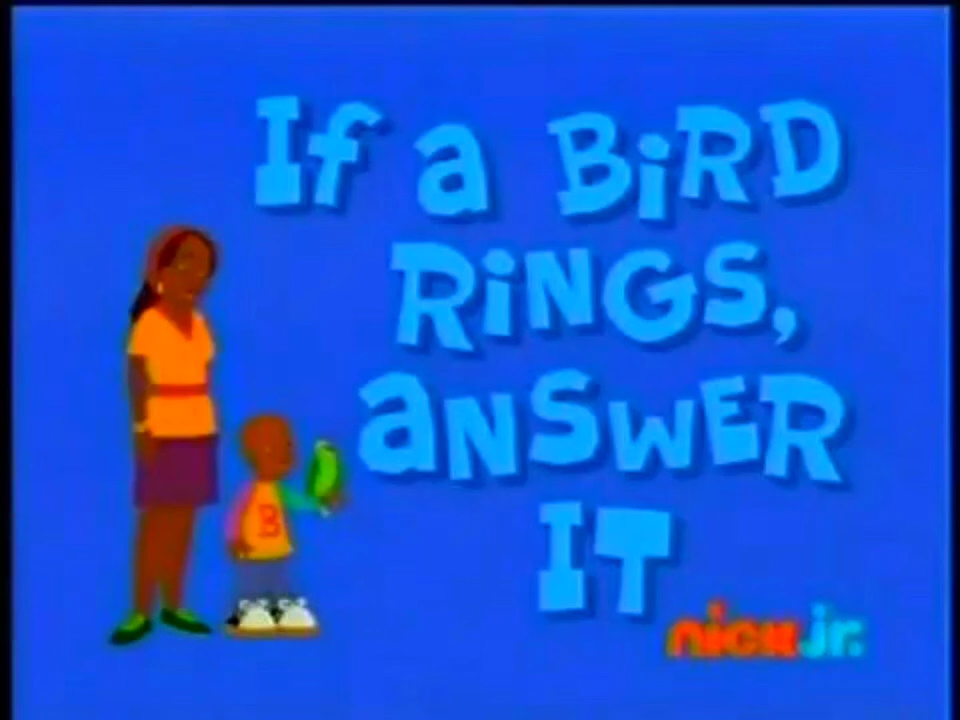 If a BiRD
RiNGS,
aNSWER
IT
B
nick jr.